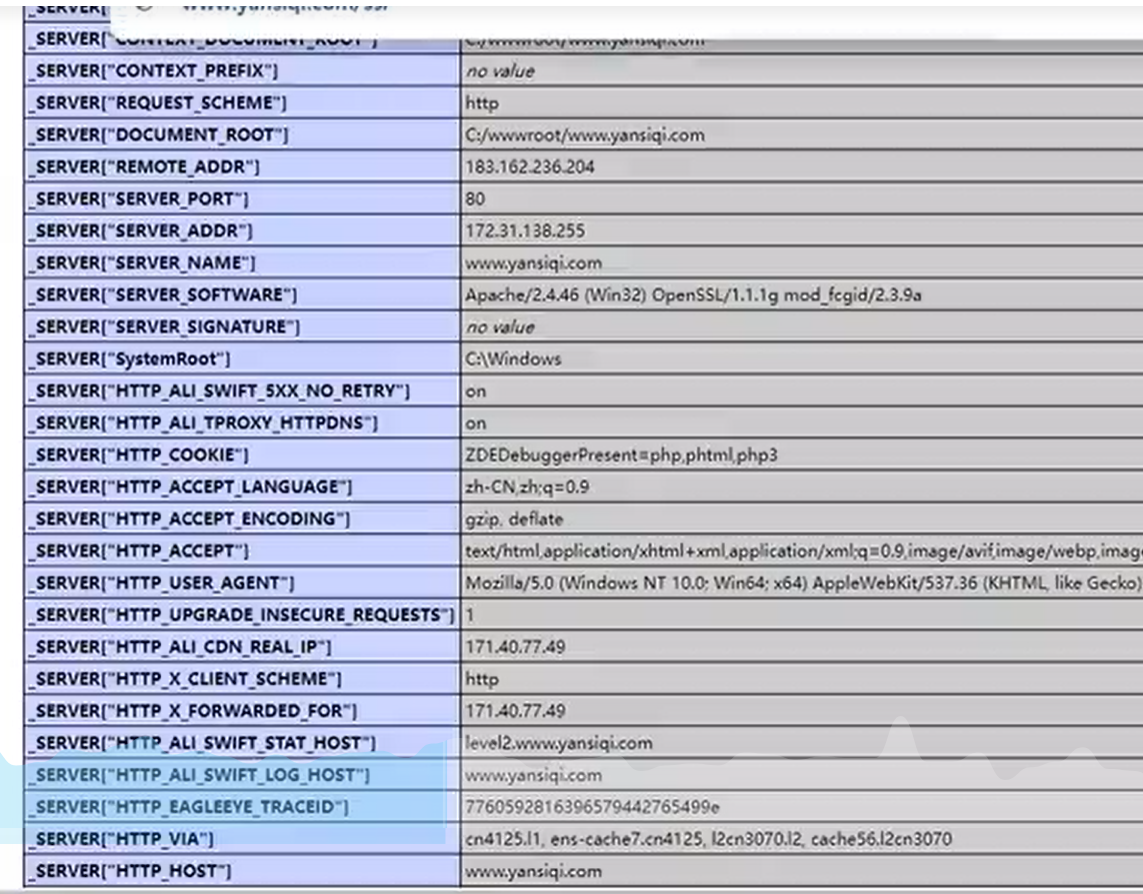 _SERVER["CONTEXT_DOCUMENT_ROOT"] C:/wwwroot/www.yansiqi.com
_SERVER["CONTEXT_PREFIX"] no value
_SERVER["REQUEST_SCHEME"] http
_SERVER["DOCUMENT_ROOT"] C:/wwwroot/www.yansiqi.com
_SERVER["REMOTE_ADDR"] 183.162.236.204
_SERVER["SERVER_PORT"] 80
_SERVER["SERVER_ADDR"] 172.31.138.255
_SERVER["SERVER_NAME"] www.yansiqi.com
_SERVER["SERVER_SOFTWARE"] Apache/2.4.46 (Win32) OpenSSL/1.1.1g mod_fcgid/2.3.9a
_SERVER["SERVER_SIGNATURE"] no value
_SERVER["SystemRoot"] C:\Windows
_SERVER["HTTP_ALI_SWIFT_5XX_NO_RETRY"] on
_SERVER["HTTP_ALI_TPROXY_HTTPDNS"] on
_SERVER["HTTP_COOKIE"] ZDEDebuggerPresent=php,phtml,php3
_SERVER["HTTP_ACCEPT_LANGUAGE"] zh-CN,zh;q=0.9
_SERVER["HTTP_ACCEPT_ENCODING"] gzip, deflate
_SERVER["HTTP_ACCEPT"] text/html,application/xhtml+xml,application/xml;q=0.9,image/avif,image/webp,imag
_SERVER["HTTP_USER_AGENT"] Mozilla/5.0 (Windows NT 10.0; Win64; x64) AppleWebKit/537.36 (KHTML, like Gecko)
_SERVER["HTTP_UPGRADE_INSECURE_REQUESTS"] 1
_SERVER["HTTP_ALI_CDN_REAL_IP"] 171.40.77.49
_SERVER["HTTP_X_CLIENT_SCHEME"] http
_SERVER["HTTP_X_FORWARDED_FOR"] 171.40.77.49
_SERVER["HTTP_ALI_SWIFT_STAT_HOST"] level2.www.yansiqi.com
_SERVER["HTTP_ALI_SWIFT_LOG_HOST"] www.yansiqi.com
_SERVER["HTTP_EAGLEEYE_TRACEID"] 7760592816396579442765499e
_SERVER["HTTP_VIA"] cn4125.l1, ens-cache7.cn4125, l2cn3070.l2, cache56.l2cn3070
_SERVER["HTTP_HOST"] www.yansiqi.com